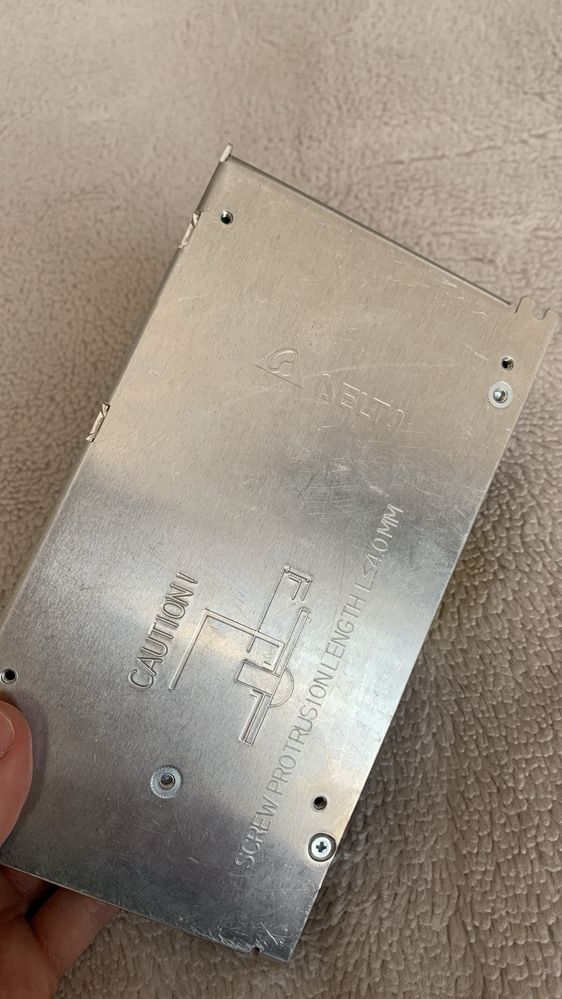 DELTA
CAUTION!
SCREW PROTRUSION LENGTH L≤4.0MM